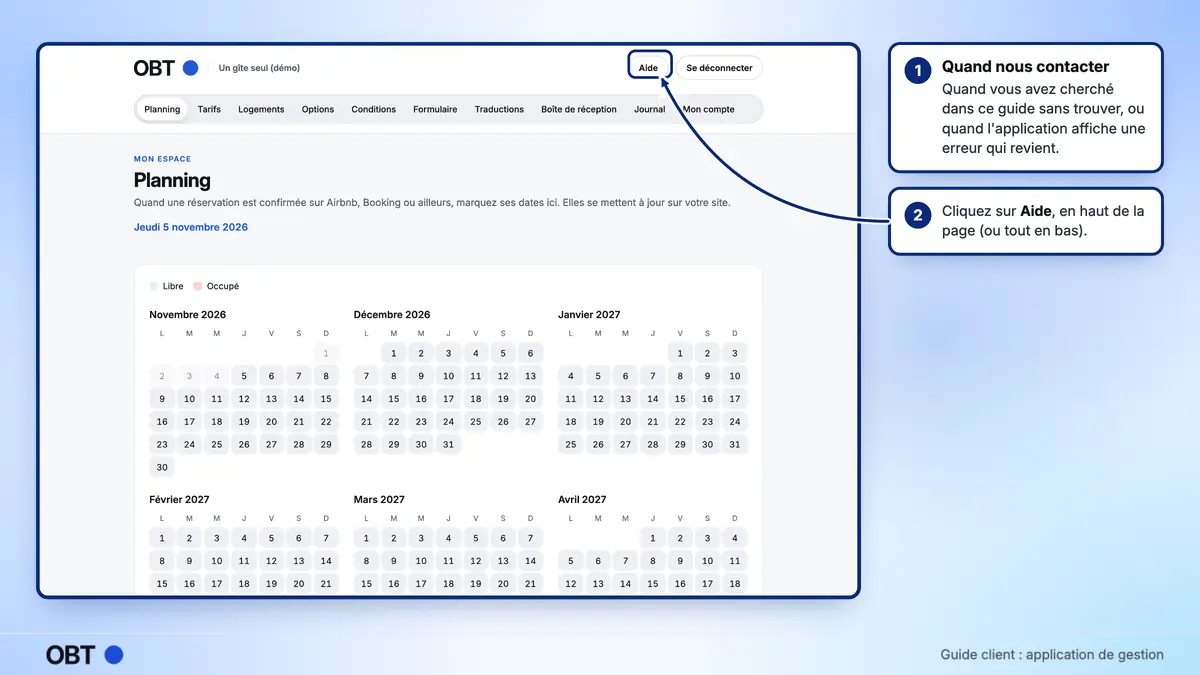 OBT
Un gîte seul (démo)
Aide
Se déconnecter
Planning Tarifs Logements Options Conditions Formulaire Traductions Boîte de réception Journal Mon compte
MON ESPACE
Planning
Quand une réservation est confirmée sur Airbnb, Booking ou ailleurs, marquez ses dates ici. Elles se mettent à jour sur votre site.
Jeudi 5 novembre 2026
Libre Occupé
Novembre 2026
L M M J V S D
1
2 3 4 5 6 7 8
9 10 11 12 13 14 15
16 17 18 19 20 21 22
23 24 25 26 27 28 29
30
Décembre 2026
L M M J V S D
1 2 3 4 5 6
7 8 9 10 11 12 13
14 15 16 17 18 19 20
21 22 23 24 25 26 27
28 29 30 31
Janvier 2027
L M M J V S D
1 2 3
4 5 6 7 8 9 10
11 12 13 14 15 16 17
18 19 20 21 22 23 24
25 26 27 28 29 30 31
Février 2027
L M M J V S D
1 2 3 4 5 6 7
8 9 10 11 12 13 14
15 16 17 18 19 20 21
Mars 2027
L M M J V S D
1 2 3 4 5 6 7
8 9 10 11 12 13 14
15 16 17 18 19 20 21
Avril 2027
L M M J V S D
1 2 3 4
5 6 7 8 9 10 11
12 13 14 15 16 17 18
1 Quand nous contacter
Quand vous avez cherché
dans ce guide sans trouver, ou
quand l'application affiche une
erreur qui revient.
2 Cliquez sur Aide, en haut de la
page (ou tout en bas).
OBT
Guide client : application de gestion